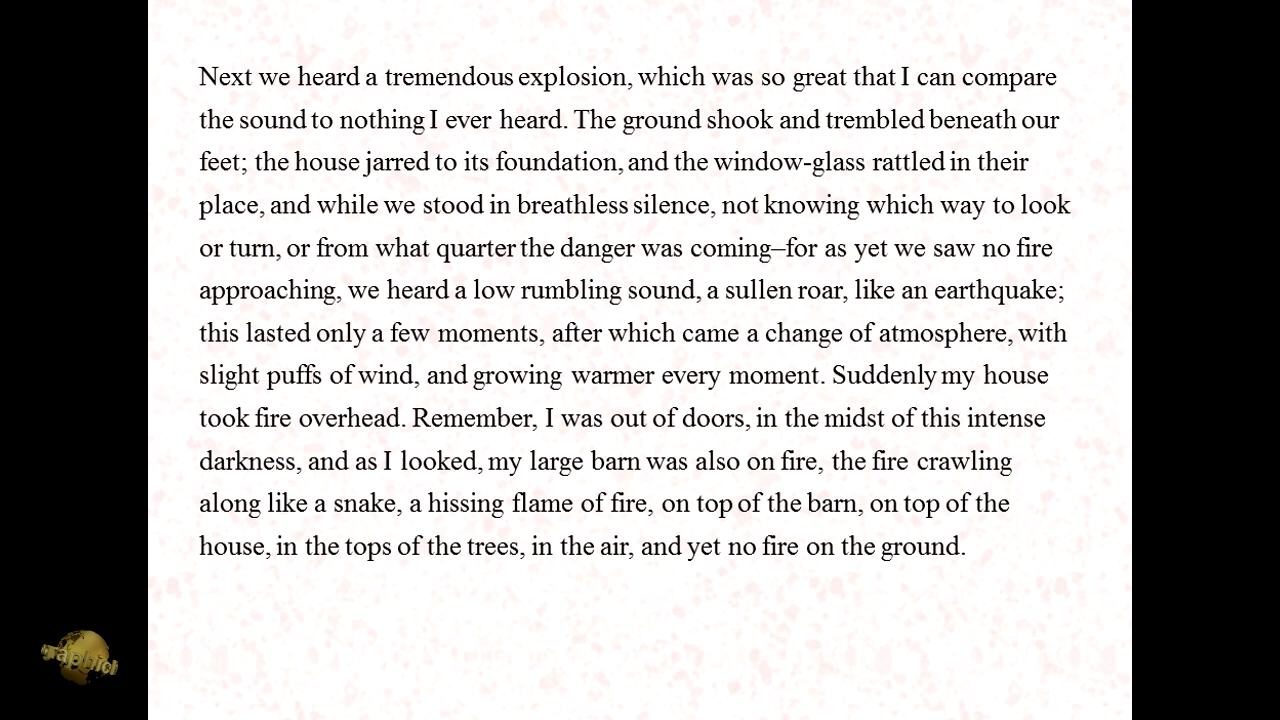 Next we heard a tremendous explosion, which was so great that I can compare
the sound to nothing I ever heard. The ground shook and trembled beneath our
feet; the house jarred to its foundation, and the window-glass rattled in their
place, and while we stood in breathless silence, not knowing which way to look
or turn, or from what quarter the danger was coming–for as yet we saw no fire
approaching, we heard a low rumbling sound, a sullen roar, like an earthquake;
this lasted only a few moments, after which came a change of atmosphere, with
slight puffs of wind, and growing warmer every moment. Suddenly my house
took fire overhead. Remember, I was out of doors, in the midst of this intense
darkness, and as I looked, my large barn was also on fire, the fire crawling
along like a snake, a hissing flame of fire, on top of the barn, on top of the
house, in the tops of the trees, in the air, and yet no fire on the ground.